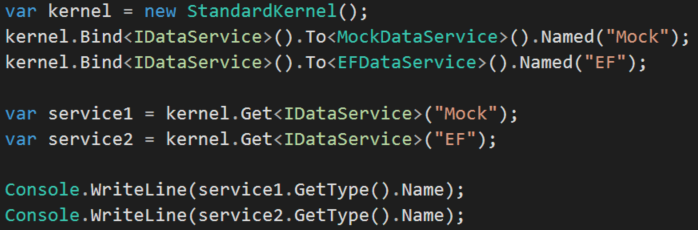 var kernel = new StandardKernel();
kernel.Bind<IDataService>().To<MockDataService>().Named("Mock");
kernel.Bind<IDataService>().To<EFDataService>().Named("EF");
var service1 = kernel.Get<IDataService>("Mock");
var service2 = kernel.Get<IDataService>("EF");
Console.WriteLine(service1.GetType().Name);
Console.WriteLine(service2.GetType().Name);